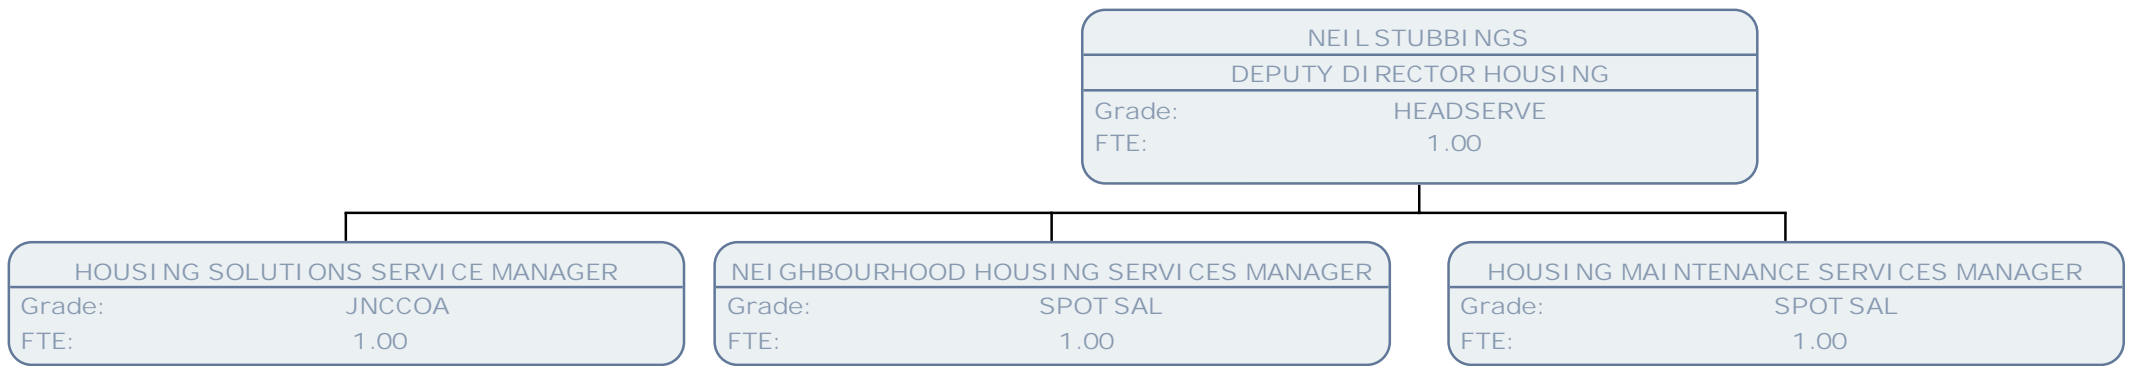 NEIL STUBBINGS
DEPUTY DIRECTOR HOUSING
Grade: HEADSERVE
FTE: 1.00
HOUSING SOLUTIONS SERVICE MANAGER
Grade: JNCCOA
FTE: 1.00
NEIGHBOURHOOD HOUSING SERVICES MANAGER
Grade: SPOT SAL
FTE: 1.00
HOUSING MAINTENANCE SERVICES MANAGER
Grade: SPOT SAL
FTE: 1.00